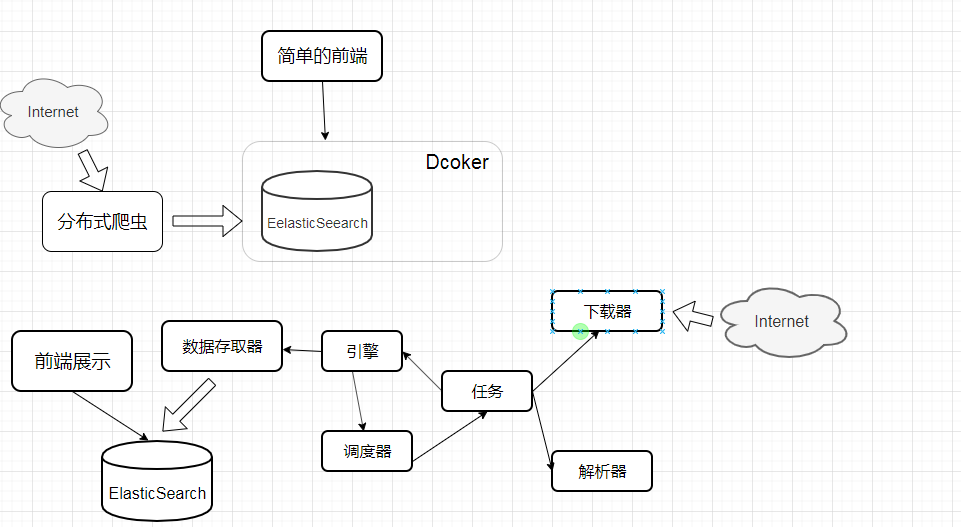 简单的前端
Internet
Dcoker
分布式爬虫
EelasticSeearch
下载器
Internet
前端展示
数据存取器
引擎
任务
调度器
解析器
ElasticSearch